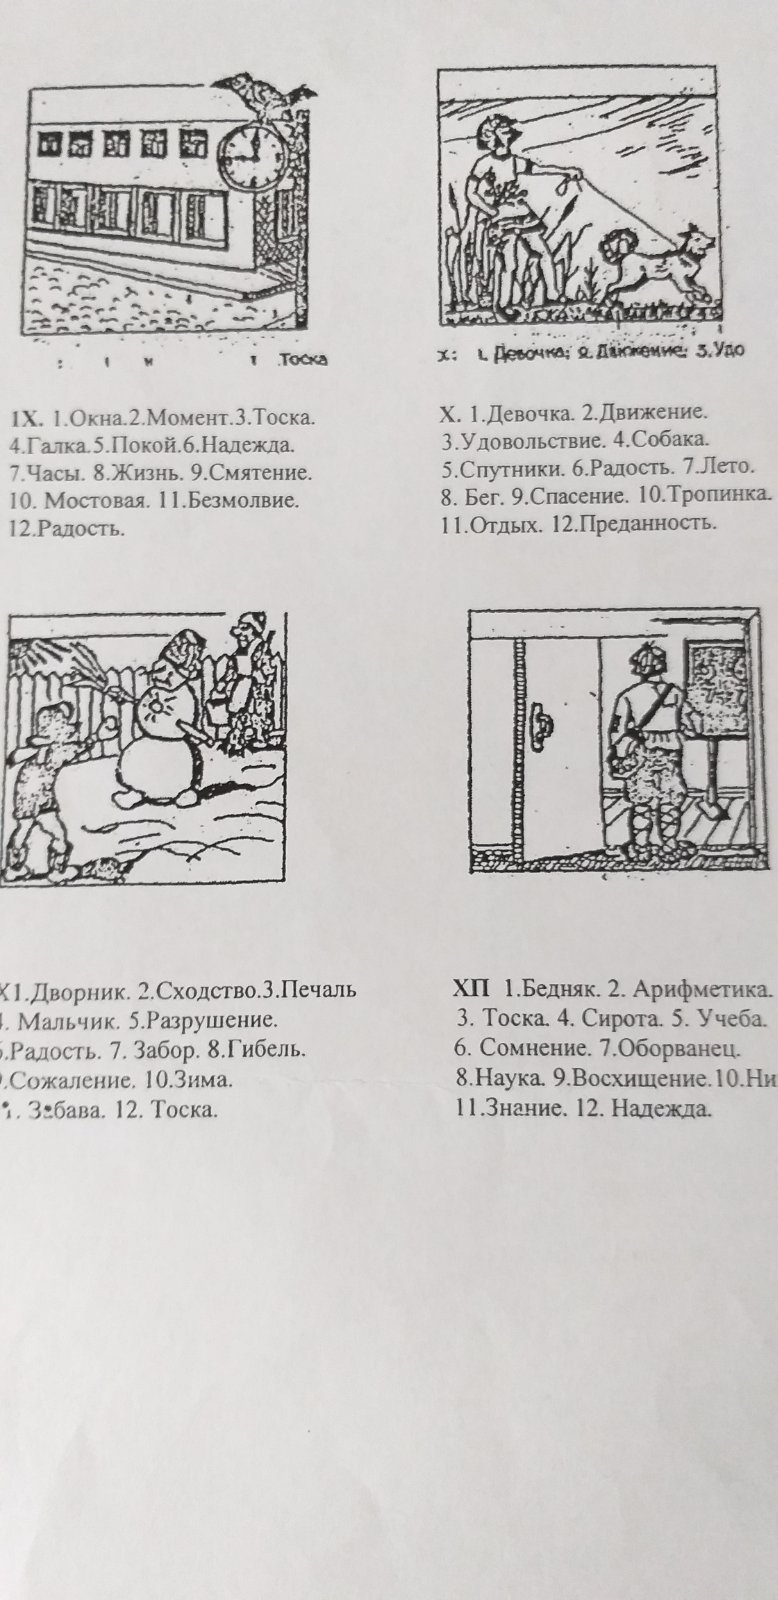 Тоска
х: 1. Девочка; 2. Движение; 3. Удо
1Х. 1.Окна.2.Момент.3.Тоска.
4.Галка.5.Покой.6.Надежда.
7.Часы. 8.Жизнь. 9.Смятение.
10. Мостовая. 11.Безмолвие.
12.Радость.
Х. 1.Девочка. 2.Движение.
3.Удовольствие. 4.Собака.
5.Спутники. 6.Радость. 7.Лето.
8. Бег. 9.Спасение. 10.Тропинка.
11.Отдых. 12.Преданность.
Х1.Дворник. 2.Сходство.3.Печаль
. Мальчик. 5.Разрушение.
.Радость. 7. Забор. 8.Гибель.
.Сожаление. 10.Зима.
. Забава. 12. Тоска.
ХП 1.Бедняк. 2. Арифметика.
3. Тоска. 4. Сирота. 5. Учеба.
6. Сомнение. 7.Оборванец.
8.Наука. 9.Восхищение.10.Ни
11.Знание. 12. Надежда.